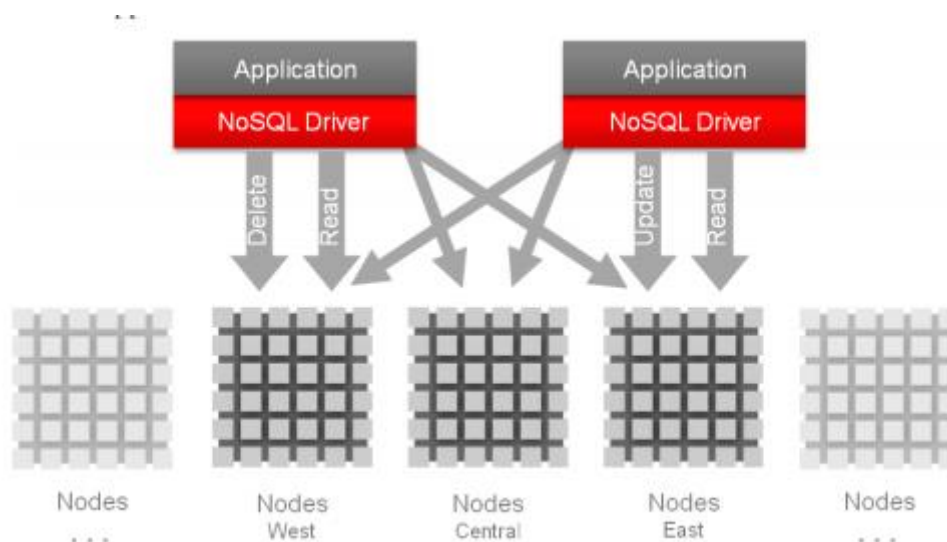 Application
NoSQL Driver
Application
NoSQL Driver
Delete
Read
Update
Read
Nodes
...
Nodes
West
Nodes
Central
Nodes
East
Nodes
...